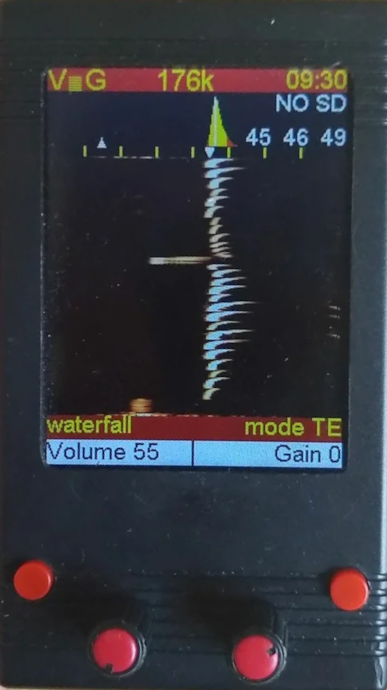 V G 176k 09:30
NO SD
45 46 49
waterfall mode TE
Volume 55 Gain 0